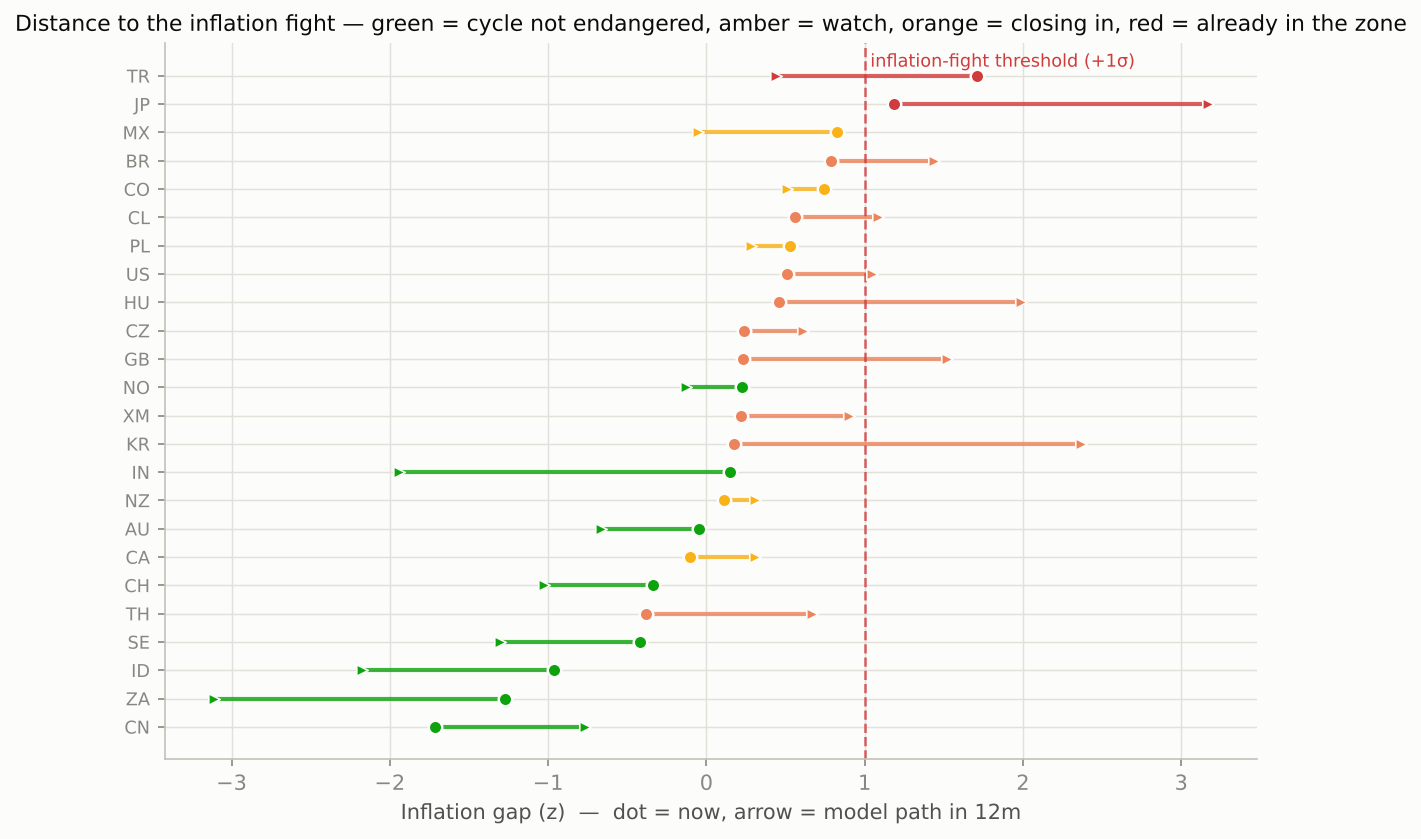 Distance to the inflation fight — green = cycle not endangered, amber = watch, orange = closing in, red = already in the zone
inflation-fight threshold (+1σ)
TR
JP
MX
BR
CO
CL
PL
US
HU
CZ
GB
NO
XM
KR
IN
NZ
AU
CA
CH
TH
SE
ID
ZA
CN
−3 −2 −1 0 1 2 3
Inflation gap (z) — dot = now, arrow = model path in 12m